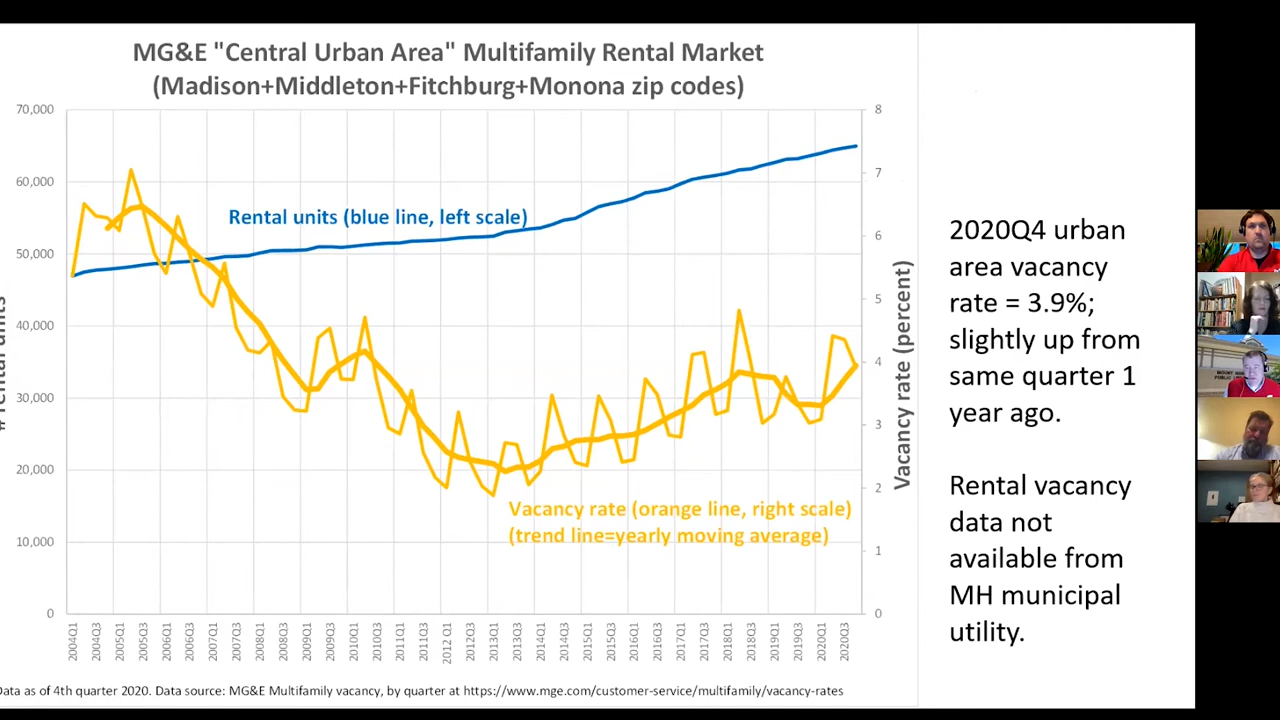 MG&E "Central Urban Area" Multifamily Rental Market
(Madison+Middleton+Fitchburg+Monona zip codes)
70,000
60,000
50,000
40,000
30,000
20,000
10,000
0
rental units
Rental units (blue line, left scale)
Vacancy rate (orange line, right scale)
(trend line=yearly moving average)
8
7
6
5
4
3
2
1
0
Vacancy rate (percent)
2004Q1
2004Q3
2005Q1
2005Q3
2006Q1
2006Q3
2007Q1
2007Q3
2008Q1
2008Q3
2009Q1
2009Q3
2010Q1
2010Q3
2011Q1
2011Q3
2012 Q1
2012Q3
2013Q1
2013Q3
2014Q1
2014Q3
2015Q1
2015Q3
2016Q1
2016Q3
2017Q1
2017Q3
2018Q1
2018Q3
2019Q1
2019Q3
2020Q1
2020Q3
Data as of 4th quarter 2020. Data source: MG&E Multifamily vacancy, by quarter at https://www.mge.com/customer-service/multifamily/vacancy-rates
2020Q4 urban
area vacancy
rate = 3.9%;
slightly up from
same quarter 1
year ago.
Rental vacancy
data not
available from
MH municipal
utility.